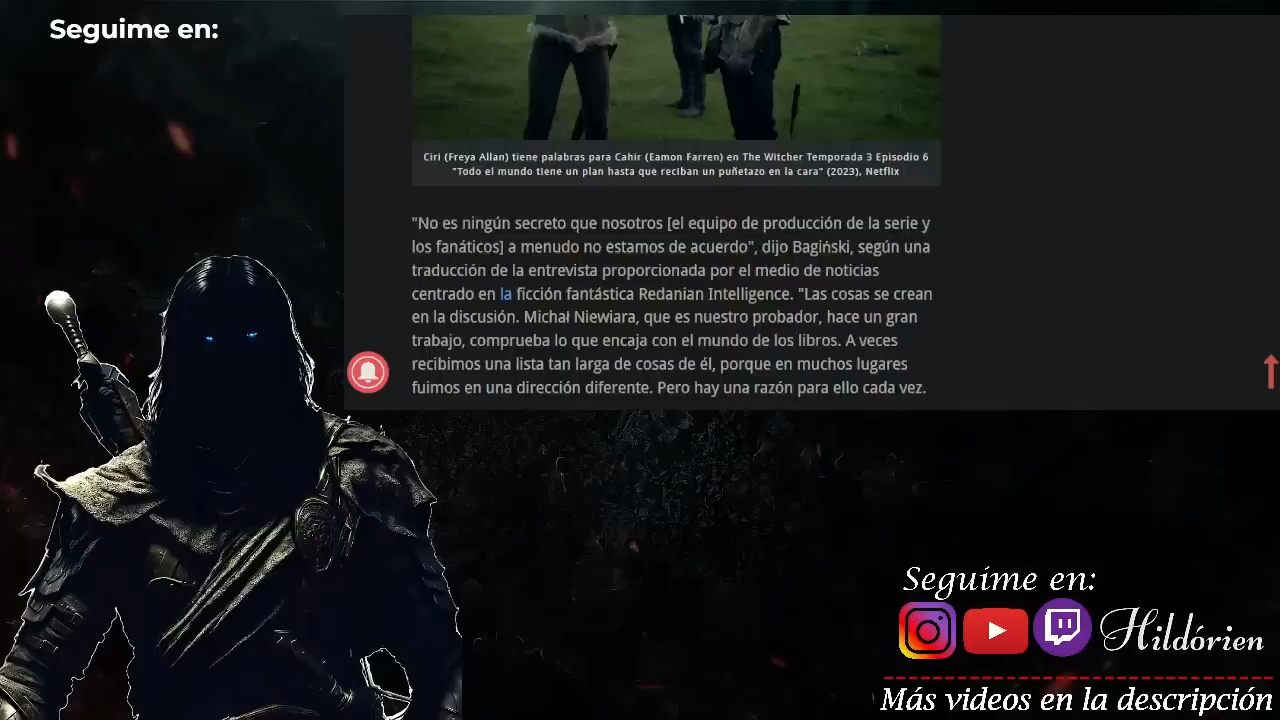 Seguime en:
Ciri (Freya Allan) tiene palabras para Cahir (Eamon Farren) en The Witcher Temporada 3 Episodio 6
"Todo el mundo tiene un plan hasta que reciban un puñetazo en la cara" (2023), Netflix
"No es ningún secreto que nosotros [el equipo de producción de la serie y
los fanáticos] a menudo no estamos de acuerdo", dijo Bagiński, según una
traducción de la entrevista proporcionada por el medio de noticias
centrado en la ficción fantástica Redanian Intelligence. "Las cosas se crean
en la discusión. Michał Niewiara, que es nuestro probador, hace un gran
trabajo, comprueba lo que encaja con el mundo de los libros. A veces
recibimos una lista tan larga de cosas de él, porque en muchos lugares
fuimos en una dirección diferente. Pero hay una razón para ello cada vez.
Seguime en:
Hildórien
Más videos en la descripción